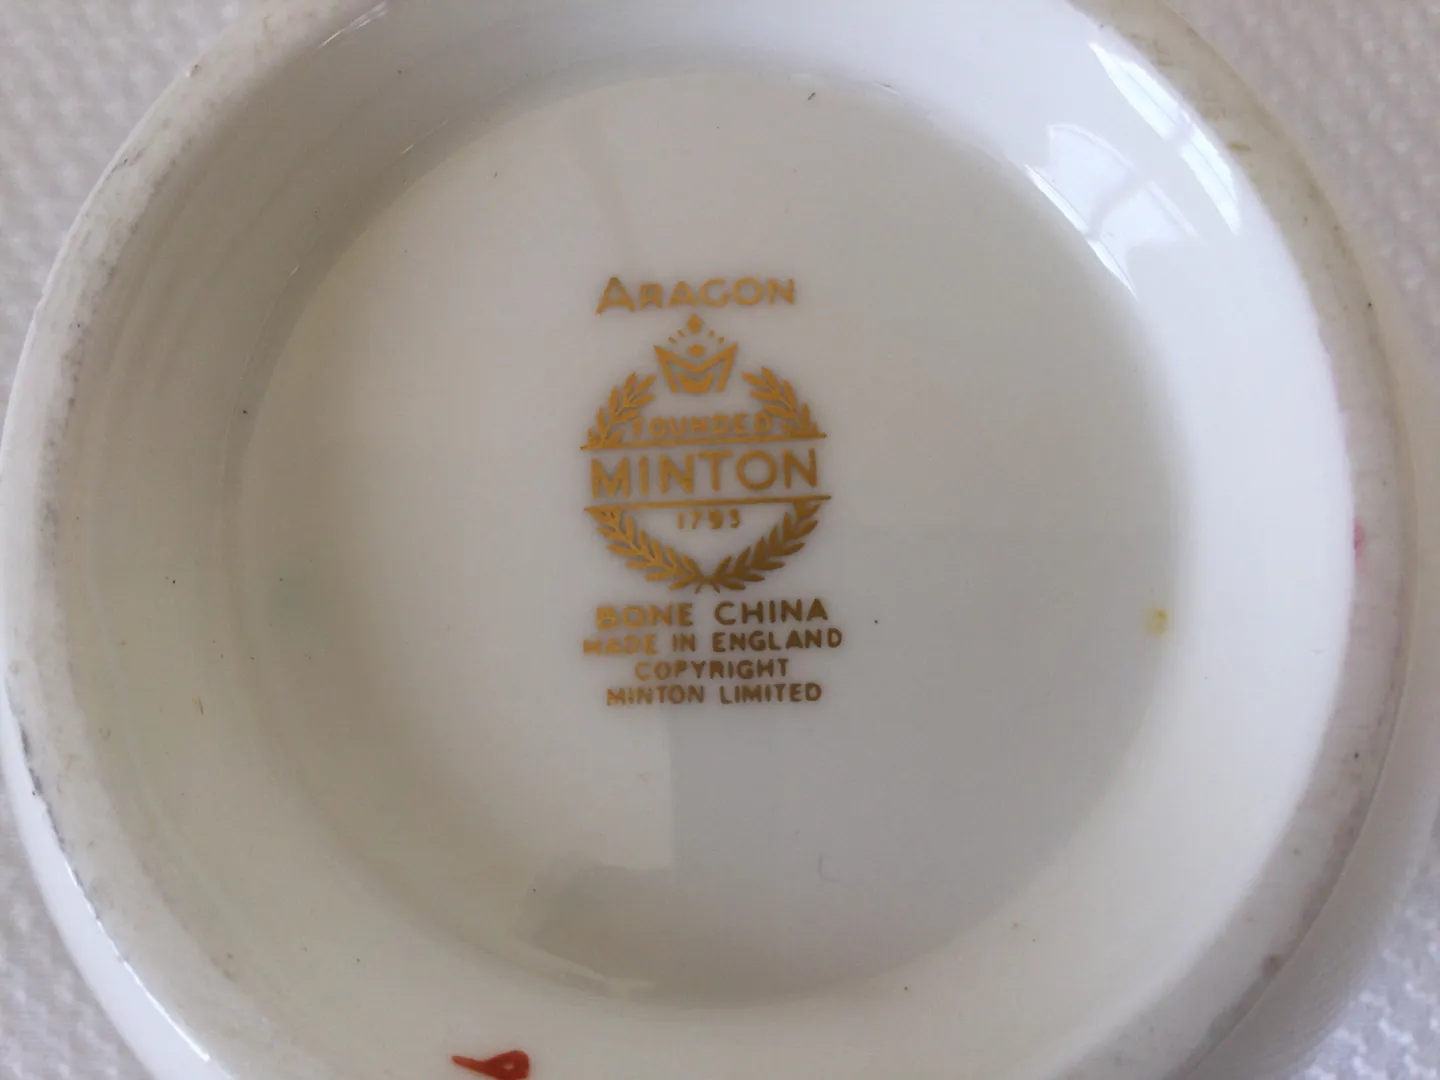 ARAGON
FOUNDED
MINTON
1793
BONE CHINA
MADE IN ENGLAND
COPYRIGHT
MINTON LIMITED